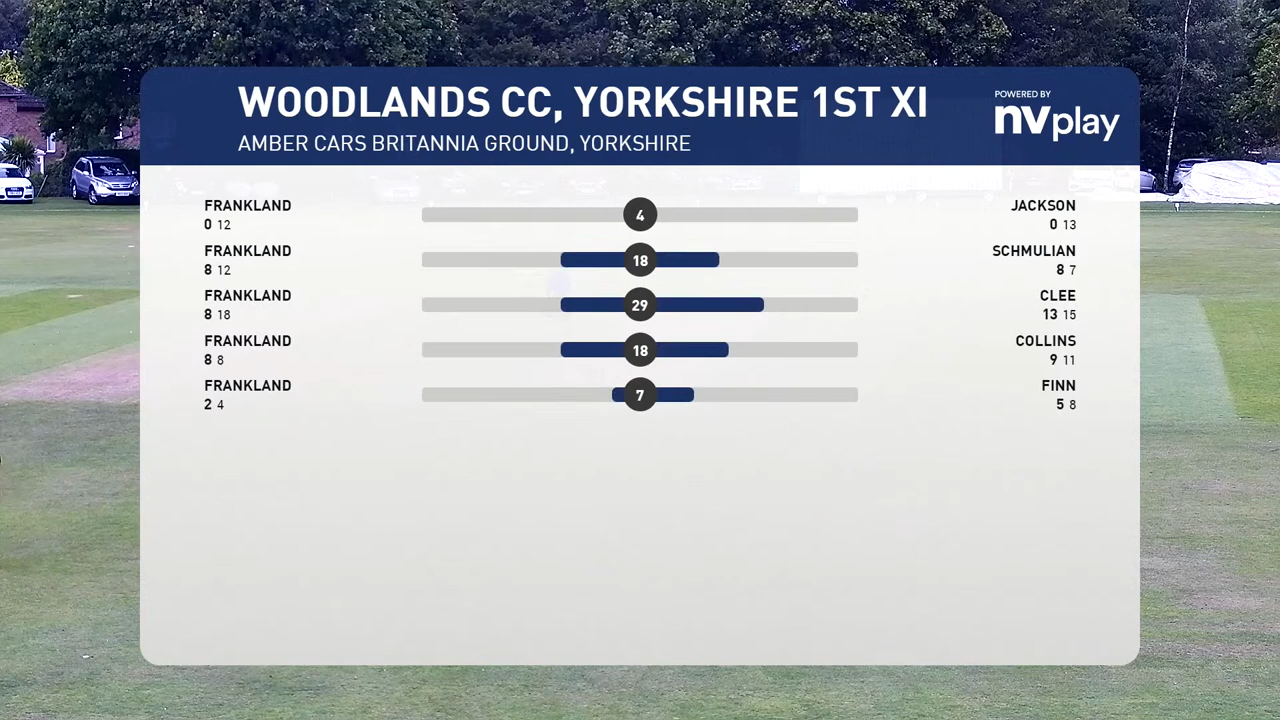 WOODLANDS CC, YORKSHIRE 1ST XI
AMBER CARS BRITANNIA GROUND, YORKSHIRE
POWERED BY
nvplay
FRANKLAND
0 12
4
JACKSON
0 13
FRANKLAND
8 12
18
SCHMULIAN
8 7
FRANKLAND
8 18
29
CLEE
13 15
FRANKLAND
8 8
18
COLLINS
9 11
FRANKLAND
2 4
7
FINN
5 8